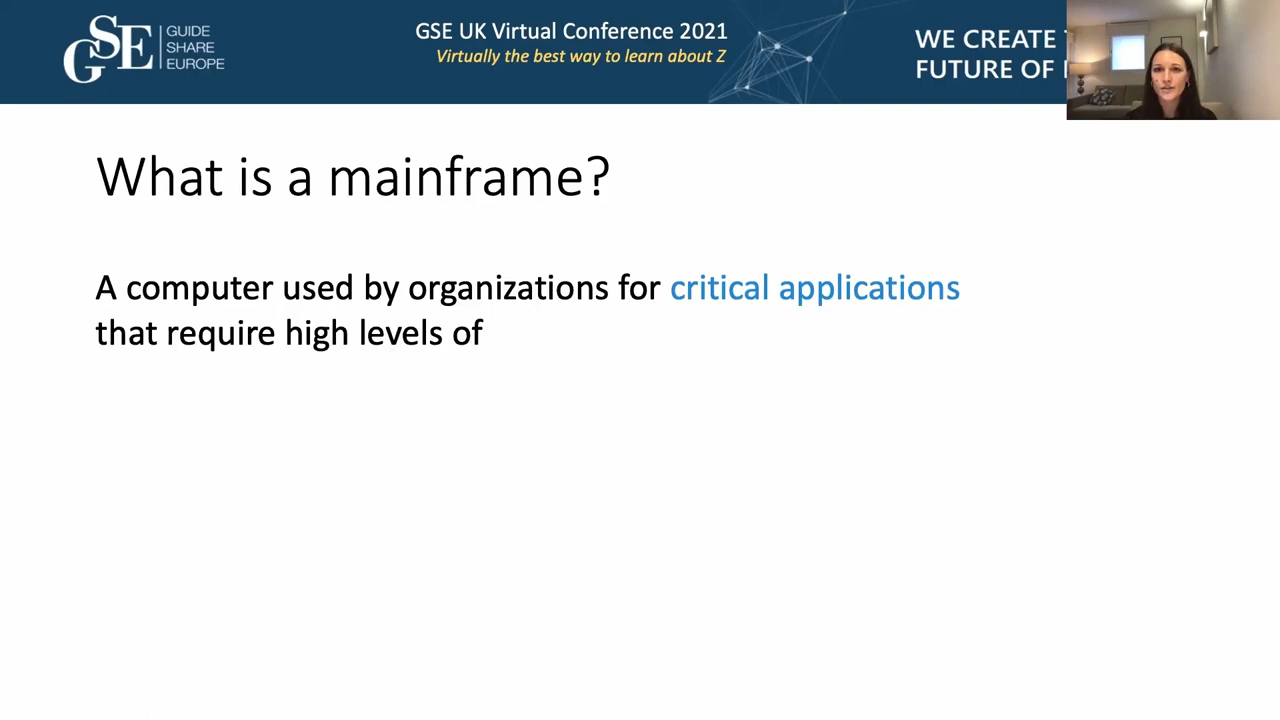 GSE
GUIDE
SHARE
EUROPE
GSE UK Virtual Conference 2021
Virtually the best way to learn about Z
WE CREATE
FUTURE OF
What is a mainframe?
A computer used by organizations for critical applications
that require high levels of